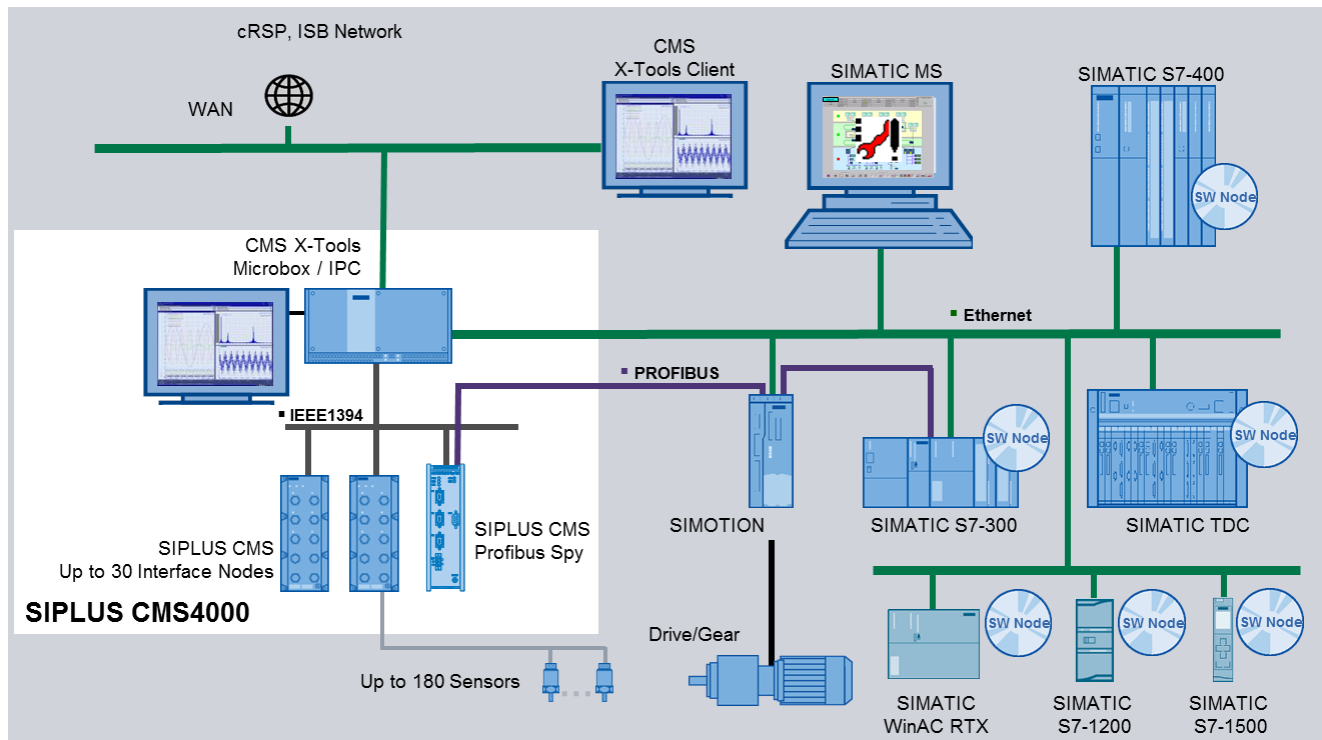 cRSP, ISB Network
WAN
CMS
X-Tools Client
SIMATIC MS
SIMATIC S7-400
SW Node
CMS X-Tools
Microbox / IPC
Ethernet
PROFIBUS
IEEE1394
SW Node
SW Node
SIPLUS CMS
Up to 30 Interface Nodes
SIPLUS CMS
Profibus Spy
SIMOTION
SIMATIC S7-300
SIMATIC TDC
SIPLUS CMS4000
Drive/Gear
Up to 180 Sensors
SW Node
SW Node
SW Node
SIMATIC
WinAC RTX
SIMATIC
S7-1200
SIMATIC
S7-1500